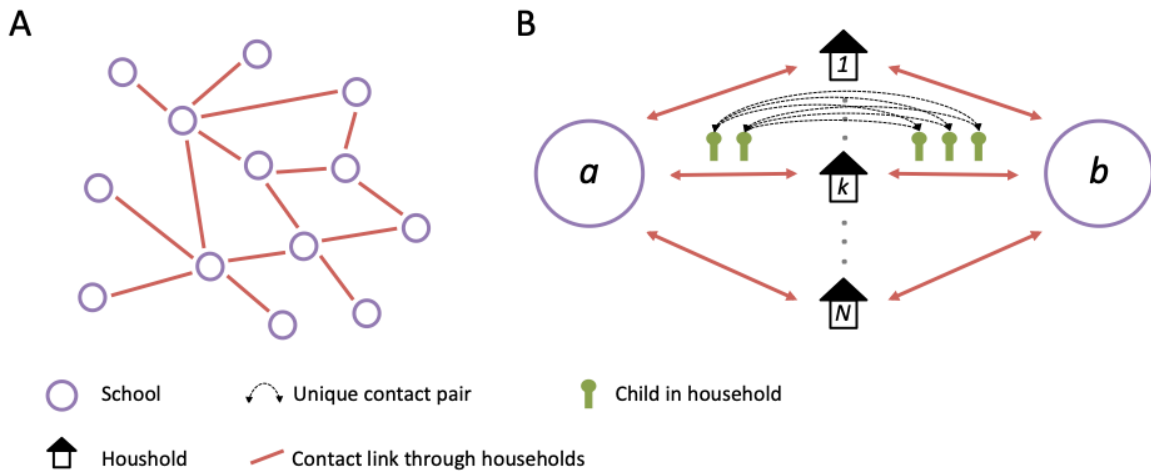 A
B
1
a
k
b
N
School
Unique contact pair
Child in household
Houshold
Contact link through households